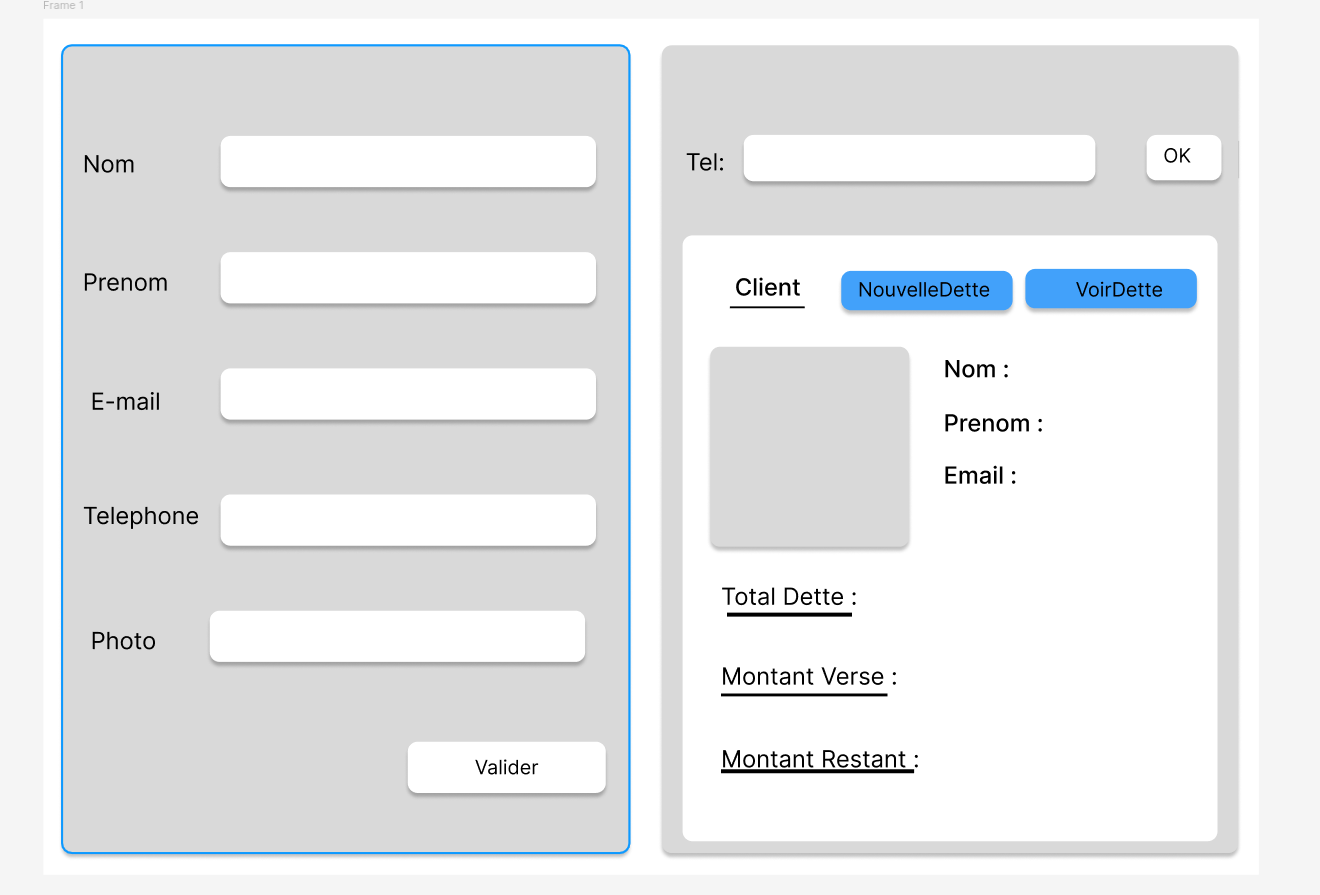 Frame 1
Nom
Prenom
E-mail
Telephone
Photo
Valider
Tel:
OK
Client
NouvelleDette
VoirDette
Nom :
Prenom :
Email :
Total Dette :
Montant Verse :
Montant Restant :